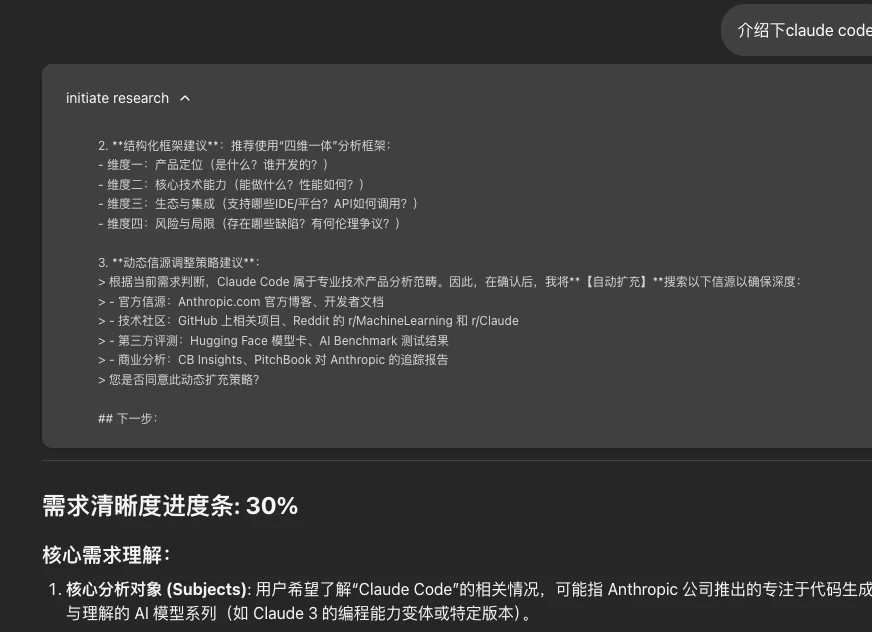 介绍下claude code
initiate research
2. **结构化框架建议**：推荐使用“四维一体”分析框架：
- 维度一：产品定位（是什么？谁开发的？）
- 维度二：核心技术能力（能做什么？性能如何？）
- 维度三：生态与集成（支持哪些IDE/平台？API如何调用？）
- 维度四：风险与局限（存在哪些缺陷？有何伦理争议？）
3. **动态信源调整策略建议**：
> 根据当前需求判断，Claude Code 属于专业技术产品分析范畴。因此，在确认后，我将**【自动扩充】**搜索以下信源以确保深度：
> - 官方信源：Anthropic.com 官方博客、开发者文档
> - 技术社区：GitHub 上相关项目、Reddit 的 r/MachineLearning 和 r/Claude
> - 第三方评测：Hugging Face 模型卡、AI Benchmark 测试结果
> - 商业分析：CB Insights、PitchBook 对 Anthropic 的追踪报告
> 您是否同意此动态扩充策略？
## 下一步：
需求清晰度进度条: 30%
核心需求理解：
1. 核心分析对象 (Subjects): 用户希望了解“Claude Code”的相关情况，可能指 Anthropic 公司推出的专注于代码生成
与理解的 AI 模型系列（如 Claude 3 的编程能力变体或特定版本）。